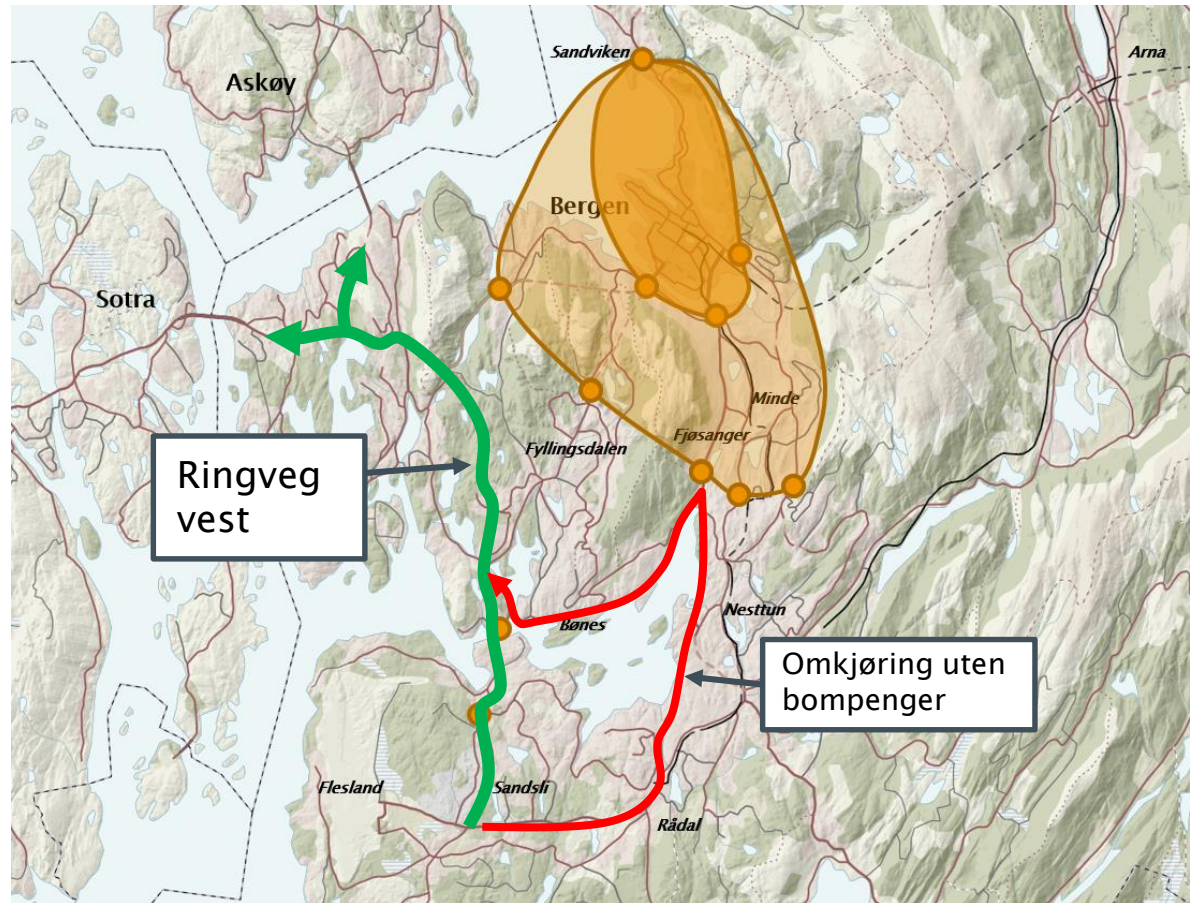 Sandviken
Arna
Askøy
Bergen
Sotra
Minde
Fjøsanger
Fyllingsdalen
Ringveg
vest
Nesttun
Bønes
Omkjøring uten
bompenger
Flesland
Sandsli
Rådal